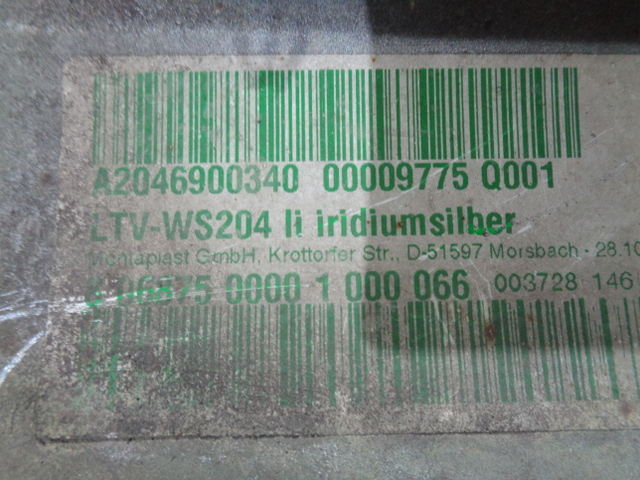 A2046900340 00009775 Q001
LTV-WS204 li iridiumsilber
Montaplast GmbH, Krottorfer Str., D-51597 Morsbach - 28.10
0000 1 000 066 003728 146